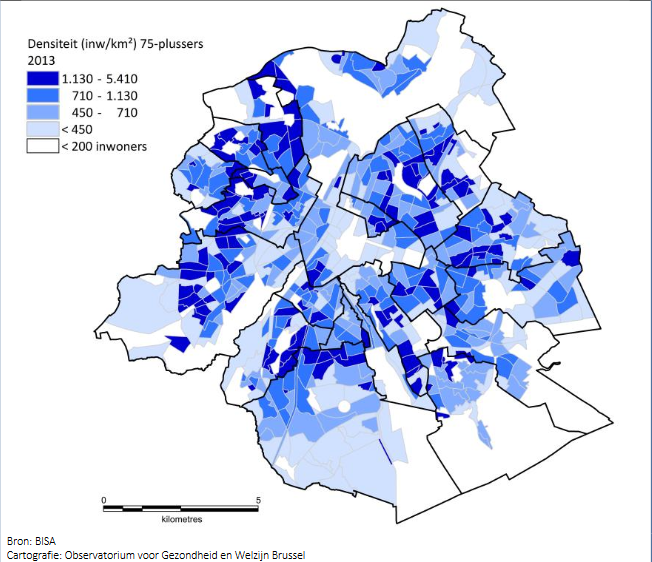 Densiteit (inw/km²) 75-plussers
2013
1.130 - 5.410
710 - 1.130
450 - 710
< 450
< 200 inwoners
0 5
kilometres
Bron: BISA
Cartografie: Observatorium voor Gezondheid en Welzijn Brussel